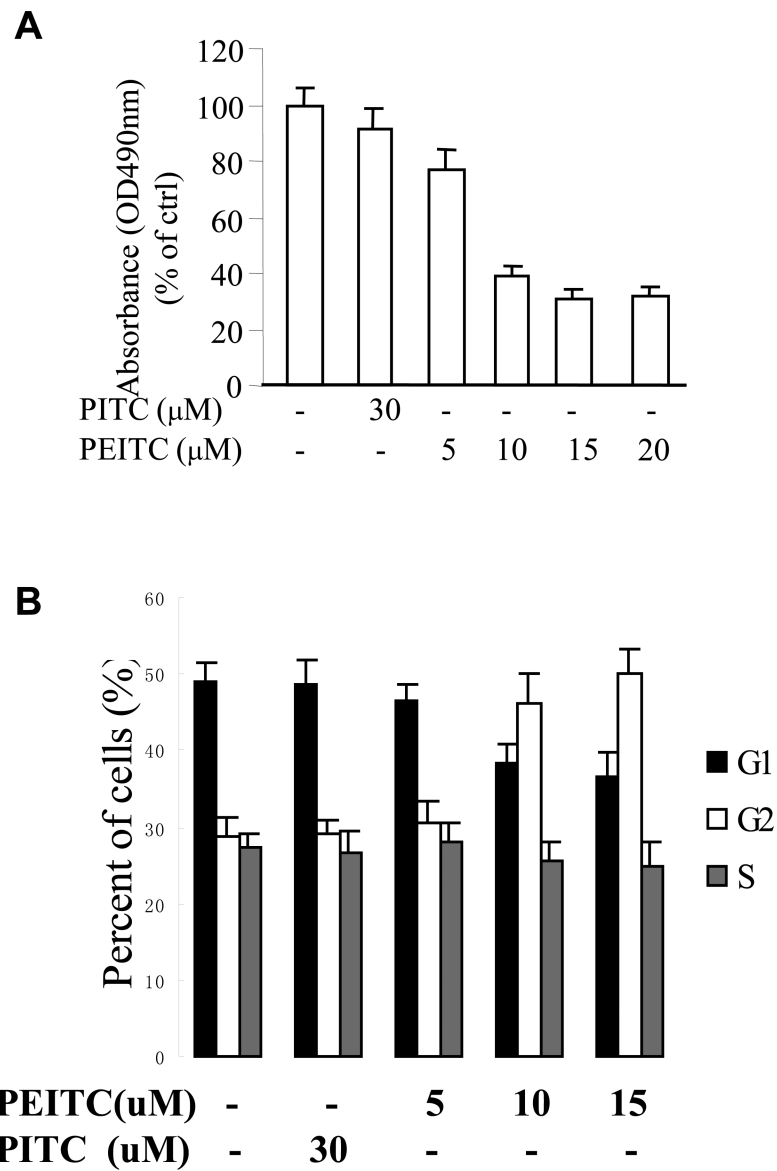 A
120
100
80
60
40
20
0
Absorbance (OD490nm)
(% of ctrl)
PITC (μM) - 30 - - - -
PEITC (μM) - - 5 10 15 20
B
60
50
40
30
20
10
0
Percent of cells (%)
G1
G2
S
PEITC(uM) - - 5 10 15
PITC (uM) - 30 - - -